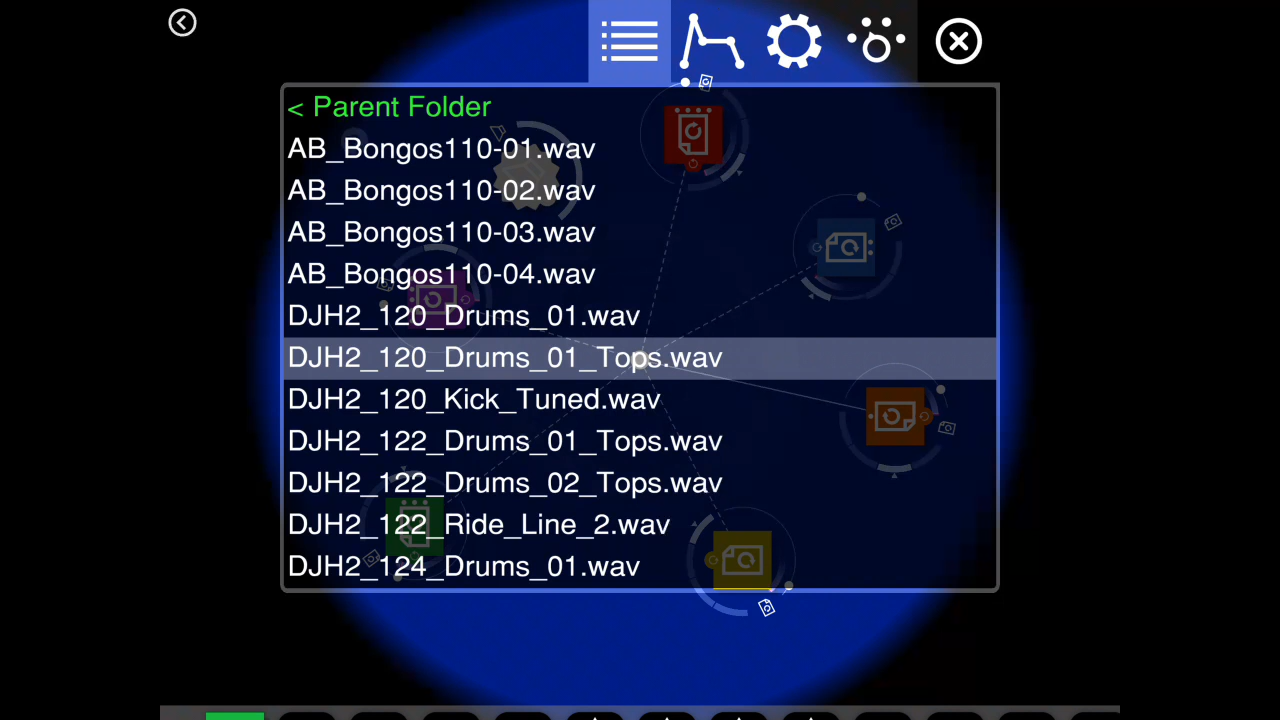 < Parent Folder
AB_Bongos110-01.wav
AB_Bongos110-02.wav
AB_Bongos110-03.wav
AB_Bongos110-04.wav
DJH2_120_Drums_01.wav
DJH2_120_Drums_01_Tops.wav
DJH2_120_Kick_Tuned.wav
DJH2_122_Drums_01_Tops.wav
DJH2_122_Drums_02_Tops.wav
DJH2_122_Ride_Line_2.wav
DJH2_124_Drums_01.wav